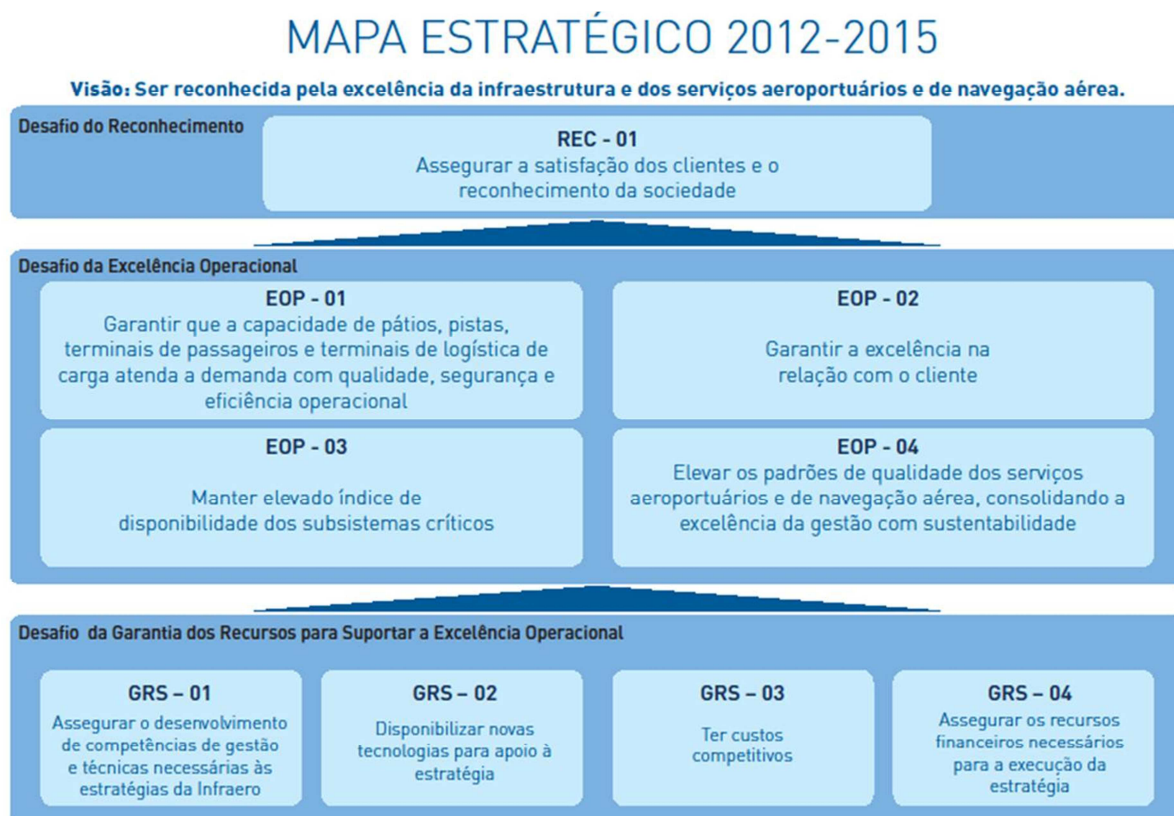 MAPA ESTRATÉGICO 2012-2015
Visão: Ser reconhecida pela excelência da infraestrutura e dos serviços aeroportuários e de navegação aérea.
Desafio do Reconhecimento
REC - 01
Assegurar a satisfação dos clientes e o
reconhecimento da sociedade
Desafio da Excelência Operacional
EOP - 01
Garantir que a capacidade de pátios, pistas,
terminais de passageiros e terminais de logística de
carga atenda a demanda com qualidade, segurança e
eficiência operacional
EOP - 02
Garantir a excelência na
relação com o cliente
EOP - 03
Manter elevado índice de
disponibilidade dos subsistemas críticos
EOP - 04
Elevar os padrões de qualidade dos serviços
aeroportuários e de navegação aérea, consolidando a
excelência da gestão com sustentabilidade
Desafio da Garantia dos Recursos para Suportar a Excelência Operacional
GRS – 01
Assegurar o desenvolvimento
de competências de gestão
e técnicas necessárias às
estratégias da Infraero
GRS – 02
Disponibilizar novas
tecnologias para apoio à
estratégia
GRS – 03
Ter custos
competitivos
GRS – 04
Assegurar os recursos
financeiros necessários
para a execução da
estratégia